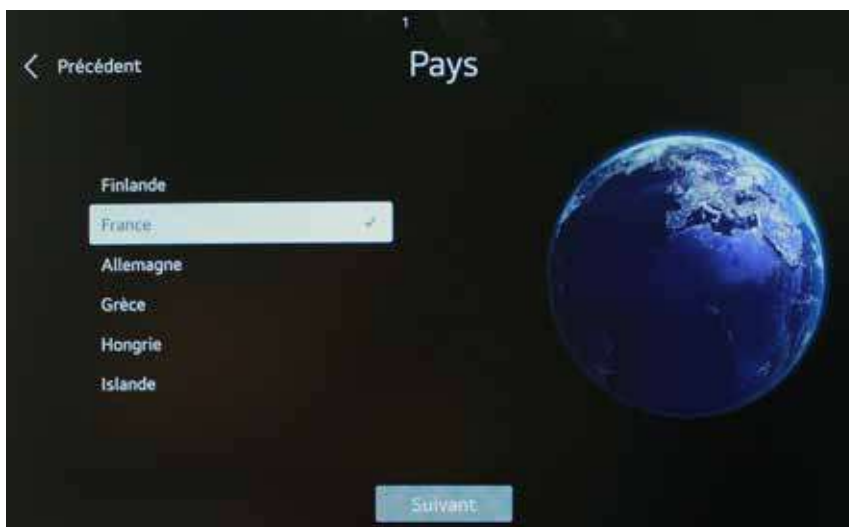 1
Précédent
Pays
Finlande
France
Allemagne
Grèce
Hongrie
Islande
Suivant